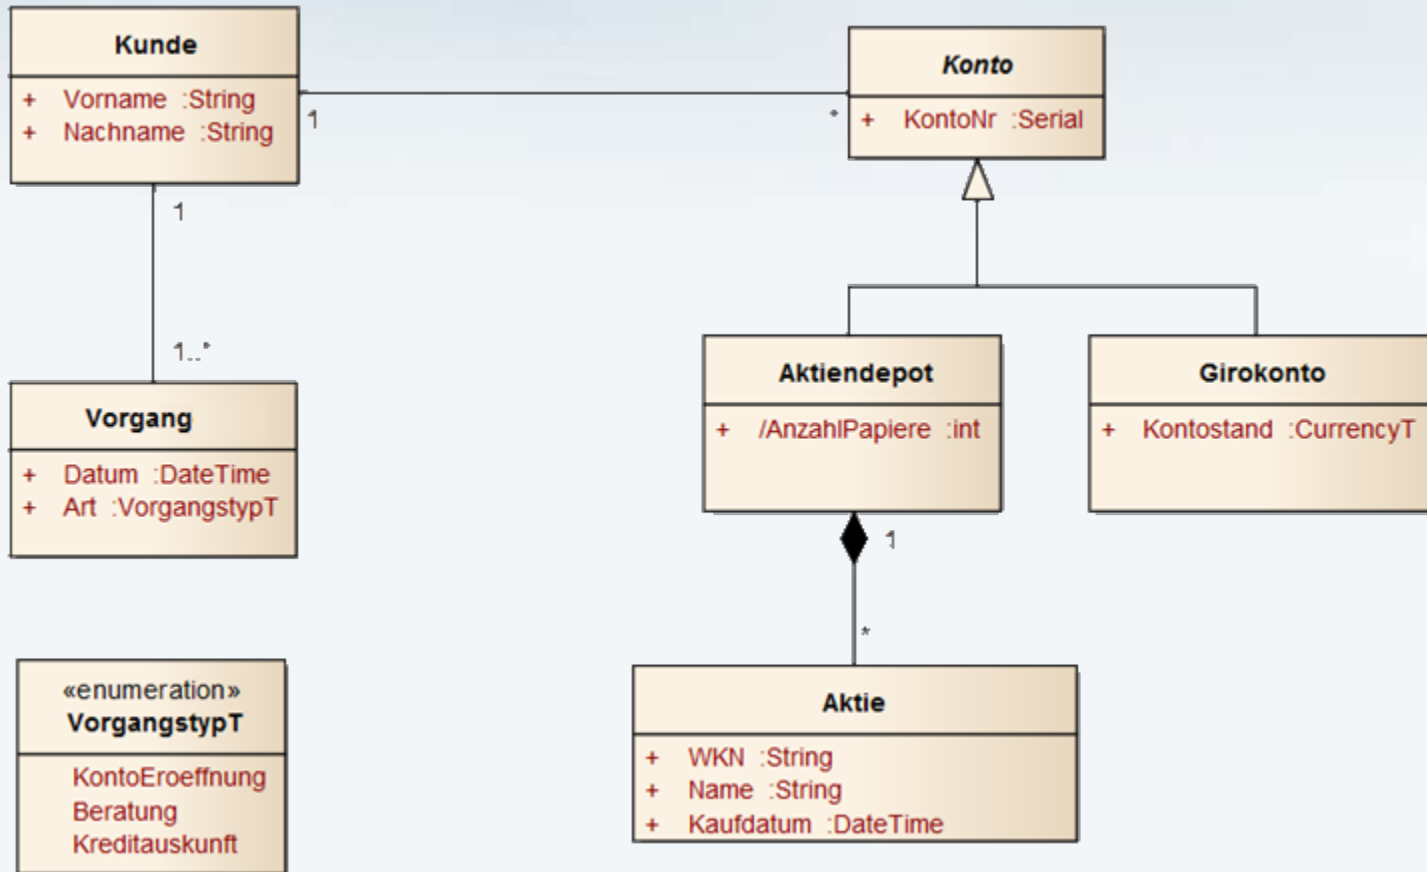 Kunde
+ Vorname :String
+ Nachname :String
1
*
Konto
+ KontoNr :Serial
1
1..*
Vorgang
+ Datum :DateTime
+ Art :VorgangstypT
Aktiendepot
+ /AnzahlPapiere :int
Girokonto
+ Kontostand :CurrencyT
1
*
«enumeration»
VorgangstypT
KontoEroeffnung
Beratung
Kreditauskunft
Aktie
+ WKN :String
+ Name :String
+ Kaufdatum :DateTime